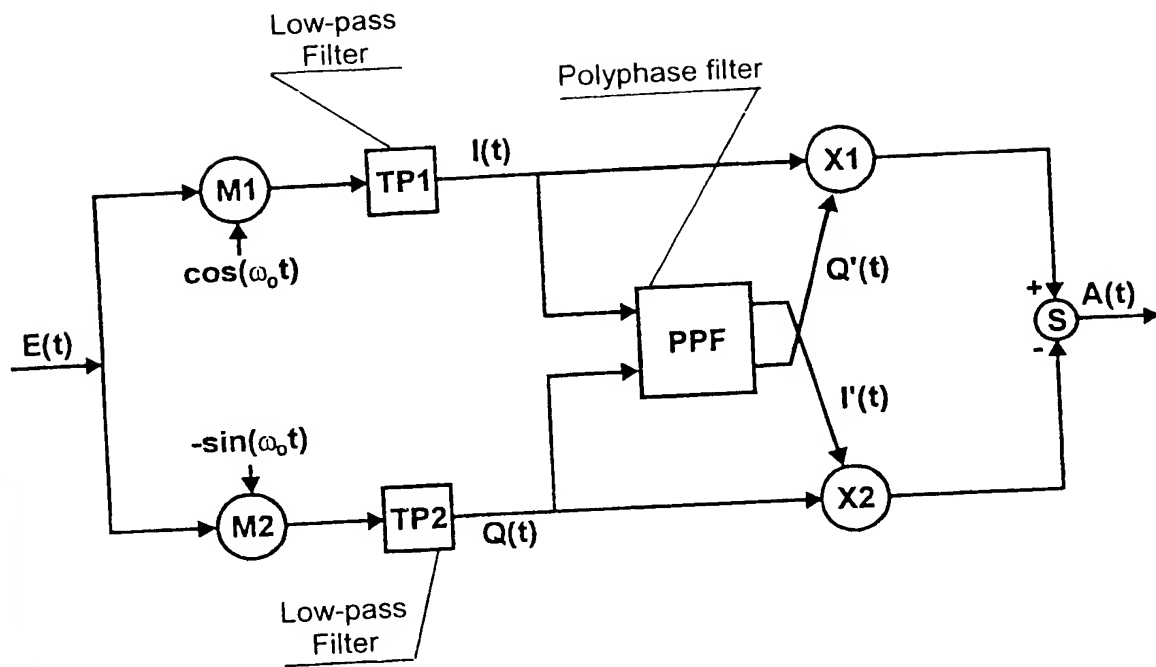 Low-pass
Filter
Polyphase filter
M1
TP1
I(t)
X1
cos(ω₀t)
Q'(t)
E(t)
PPF
+
S
A(t)
-
I'(t)
-sin(ω₀t)
M2
TP2
Q(t)
X2
Low-pass
Filter